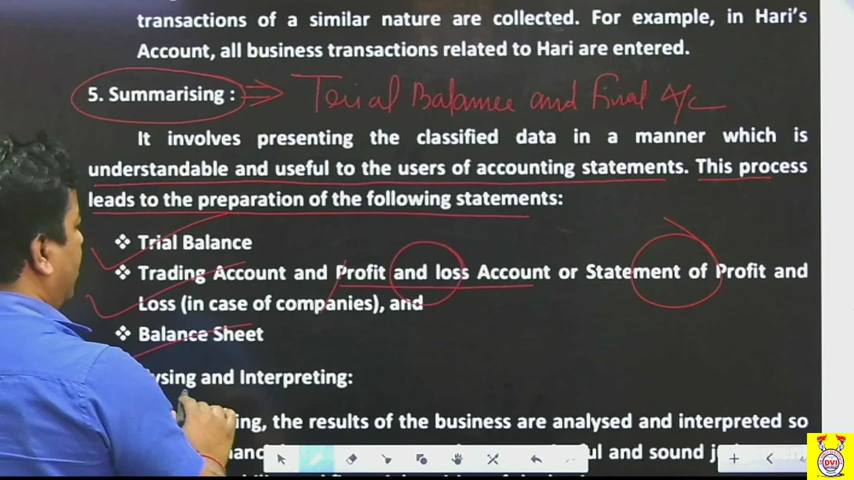 transactions of a similar nature are collected. For example, in Hari's
Account, all business transactions related to Hari are entered.
5. Summarising : ⇒ Terial Balance and Final A/c
It involves presenting the classified data in a manner which is
understandable and useful to the users of accounting statements. This process
leads to the preparation of the following statements:
❖ Trial Balance
❖ Trading Account and Profit and loss Account or Statement of Profit and
Loss (in case of companies), and
❖ Balance Sheet
ysing and Interpreting:
ing, the results of the business are analysed and interpreted so
and sound
DVI